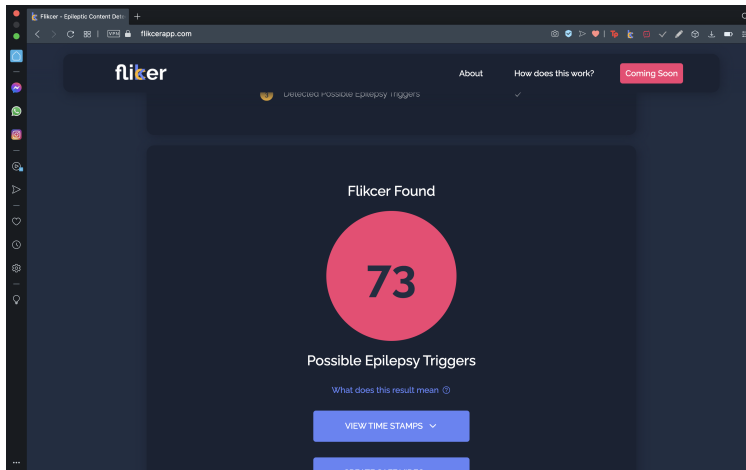 Flikcer - Epileptic Content Dete
VPN
flikcerapp.com
flikcer
About
How does this work?
Coming Soon
Detected Possible Epilepsy Triggers
Flikcer Found
73
Possible Epilepsy Triggers
What does this result mean
VIEW TIME STAMPS